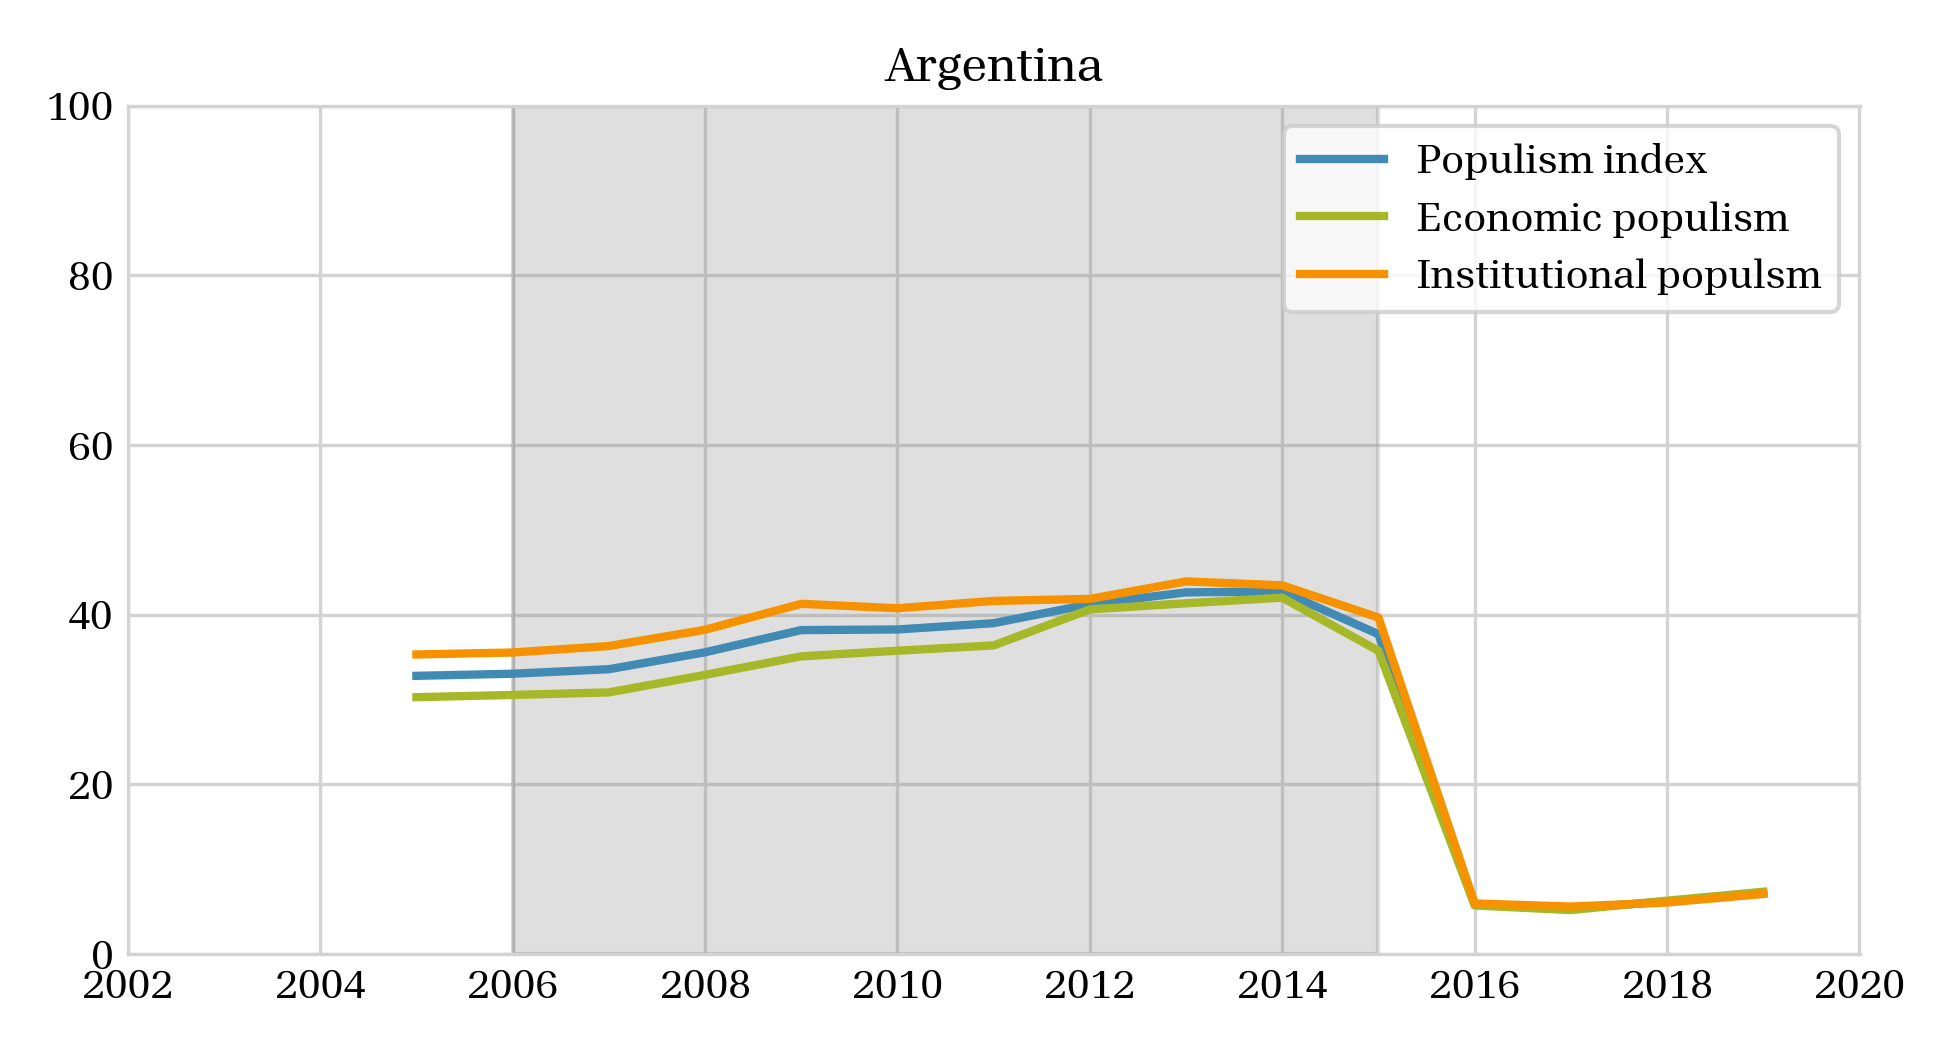 Argentina
100
80
60
40
20
0
Populism index
Economic populism
Institutional populsm
2002 2004 2006 2008 2010 2012 2014 2016 2018 2020